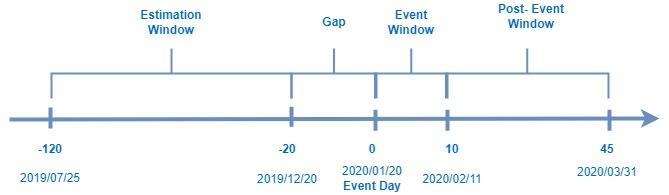 Estimation
Window
Gap
Event
Window
Post- Event
Window
-120
-20
0
10
45
2019/07/25
2019/12/20
2020/01/20
Event Day
2020/02/11
2020/03/31